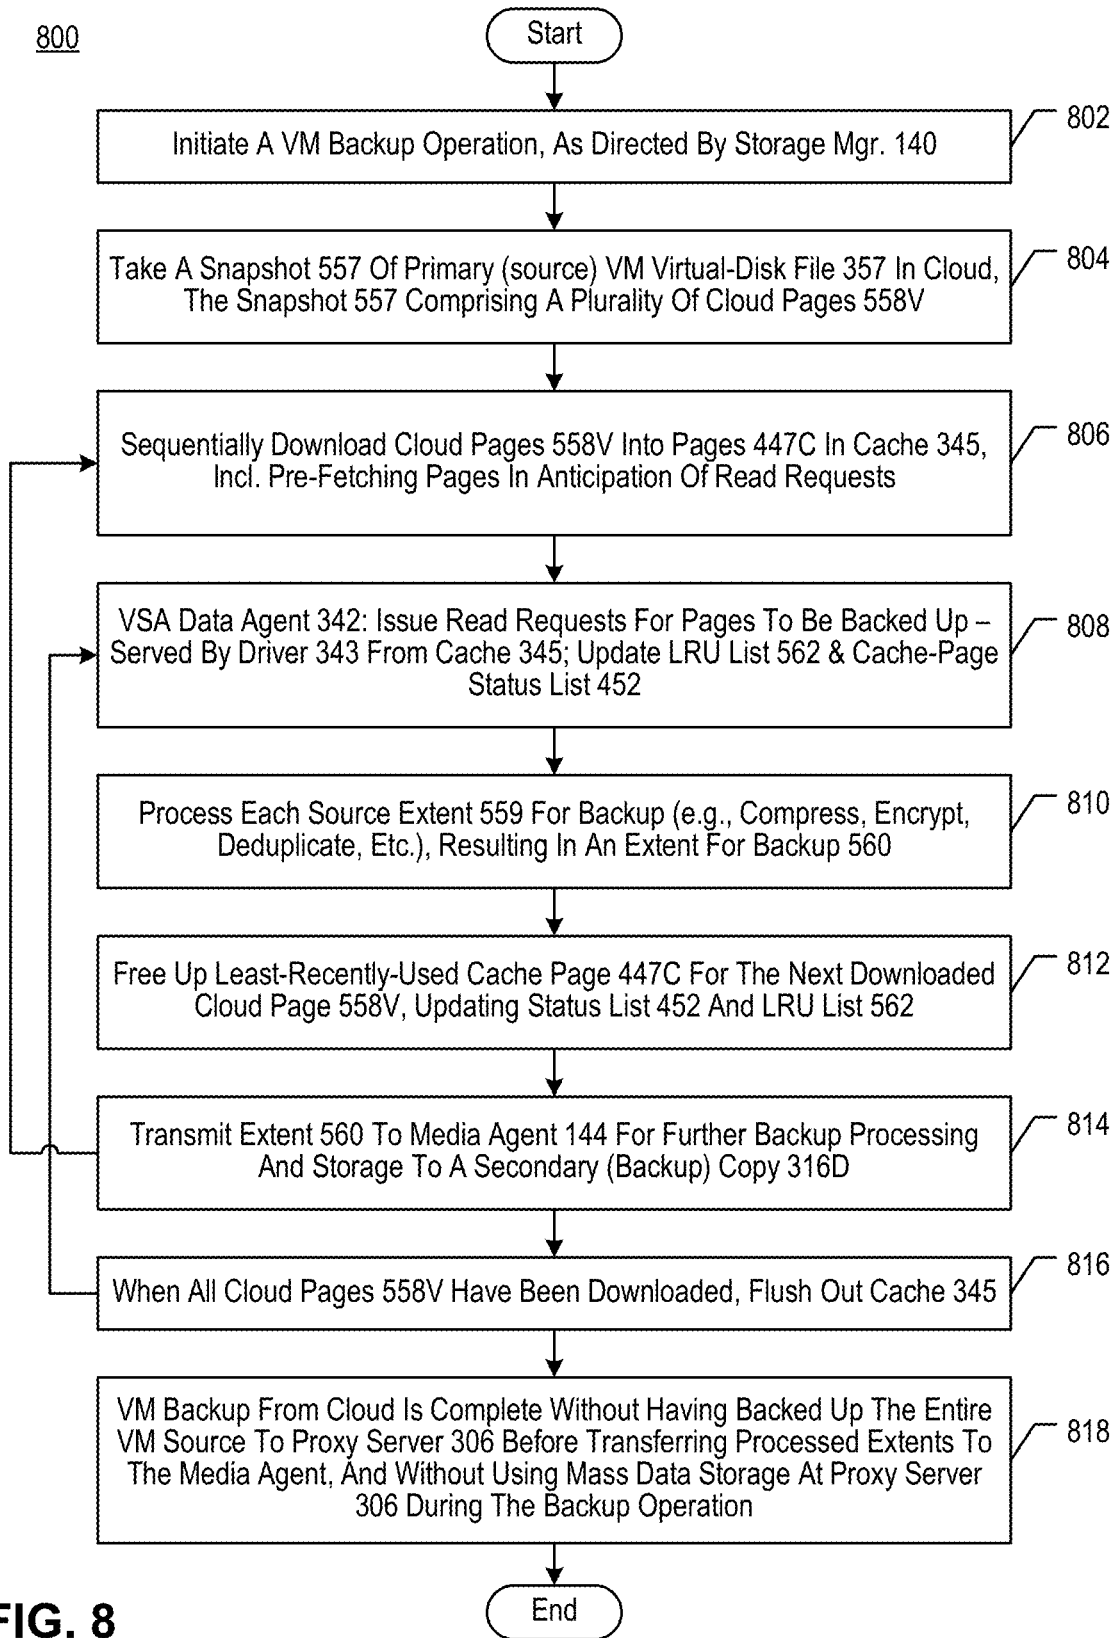 800
Start
Initiate A VM Backup Operation, As Directed By Storage Mgr. 140
802
Take A Snapshot 557 Of Primary (source) VM Virtual-Disk File 357 In Cloud,
The Snapshot 557 Comprising A Plurality Of Cloud Pages 558V
804
Sequentially Download Cloud Pages 558V Into Pages 447C In Cache 345,
Incl. Pre-Fetching Pages In Anticipation Of Read Requests
806
VSA Data Agent 342: Issue Read Requests For Pages To Be Backed Up –
Served By Driver 343 From Cache 345; Update LRU List 562 & Cache-Page
Status List 452
808
Process Each Source Extent 559 For Backup (e.g., Compress, Encrypt,
Deduplicate, Etc.), Resulting In An Extent For Backup 560
810
Free Up Least-Recently-Used Cache Page 447C For The Next Downloaded
Cloud Page 558V, Updating Status List 452 And LRU List 562
812
Transmit Extent 560 To Media Agent 144 For Further Backup Processing
And Storage To A Secondary (Backup) Copy 316D
814
When All Cloud Pages 558V Have Been Downloaded, Flush Out Cache 345
816
VM Backup From Cloud Is Complete Without Having Backed Up The Entire
VM Source To Proxy Server 306 Before Transferring Processed Extents To
The Media Agent, And Without Using Mass Data Storage At Proxy Server
306 During The Backup Operation
818
End
FIG. 8